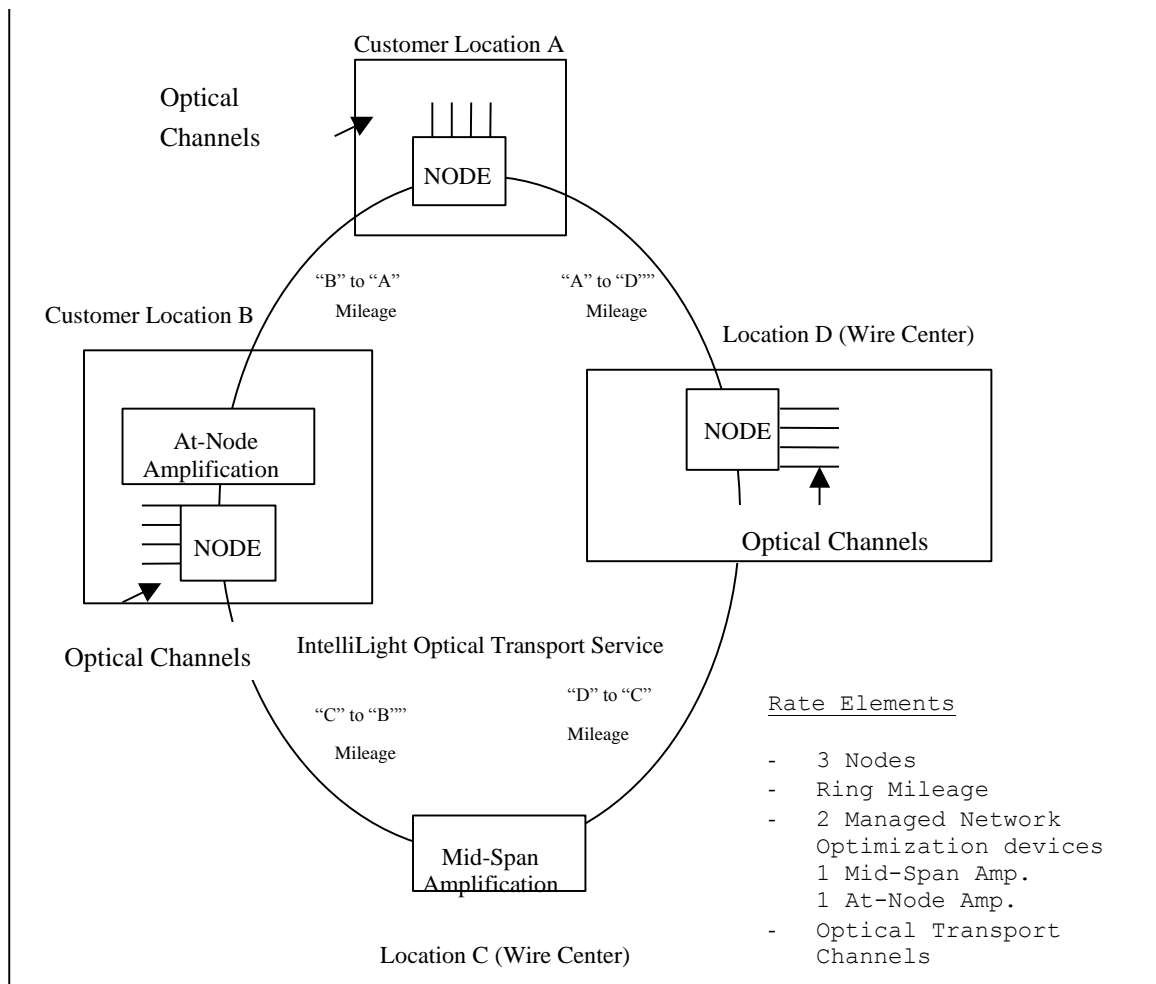 Customer Location A
Optical
Channels
NODE
“B” to “A”
Mileage
“A” to “D””
Mileage
Customer Location B
Location D (Wire Center)
At-Node
Amplification
NODE
NODE
Optical Channels
Optical Channels
IntelliLight Optical Transport Service
“C” to “B””
Mileage
“D” to “C”
Mileage
Mid-Span
Amplification
Location C (Wire Center)
Rate Elements
- 3 Nodes
- Ring Mileage
- 2 Managed Network
Optimization devices
1 Mid-Span Amp.
1 At-Node Amp.
- Optical Transport
Channels